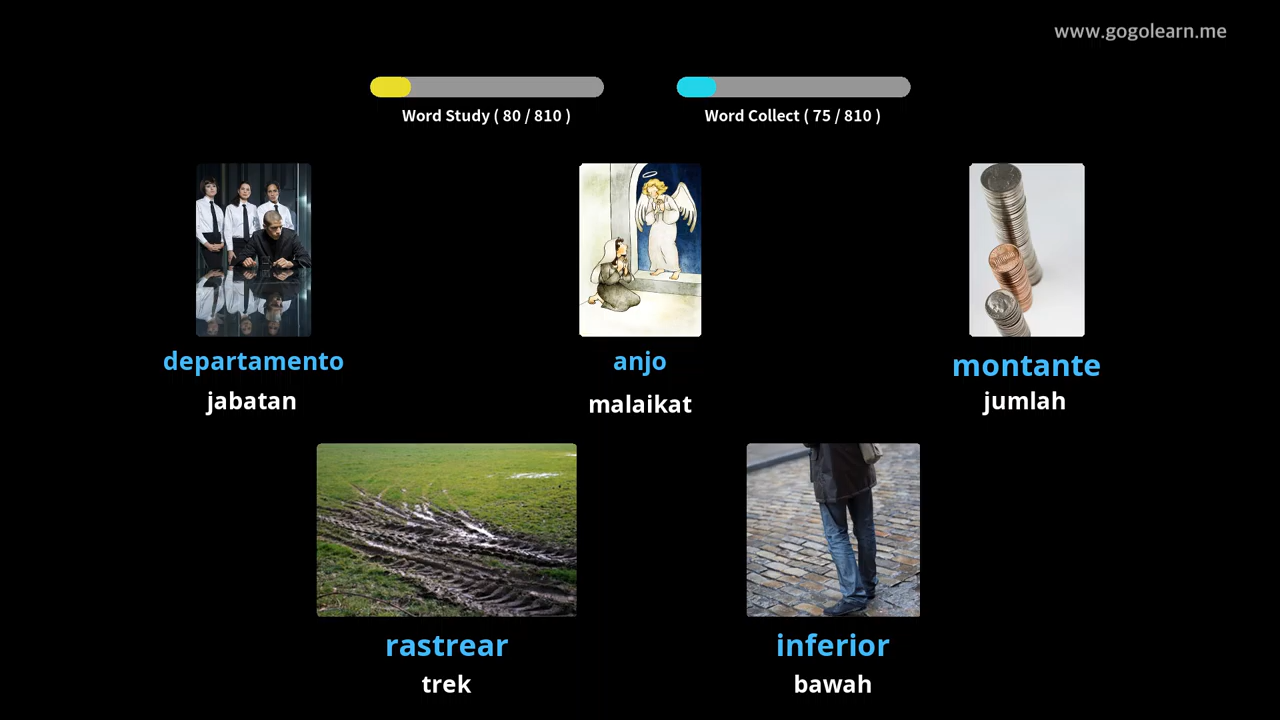 www.gogolearn.me
Word Study ( 80 / 810 )
Word Collect ( 75 / 810 )
departamento
jabatan
anjo
malaikat
montante
jumlah
rastrear
trek
inferior
bawah